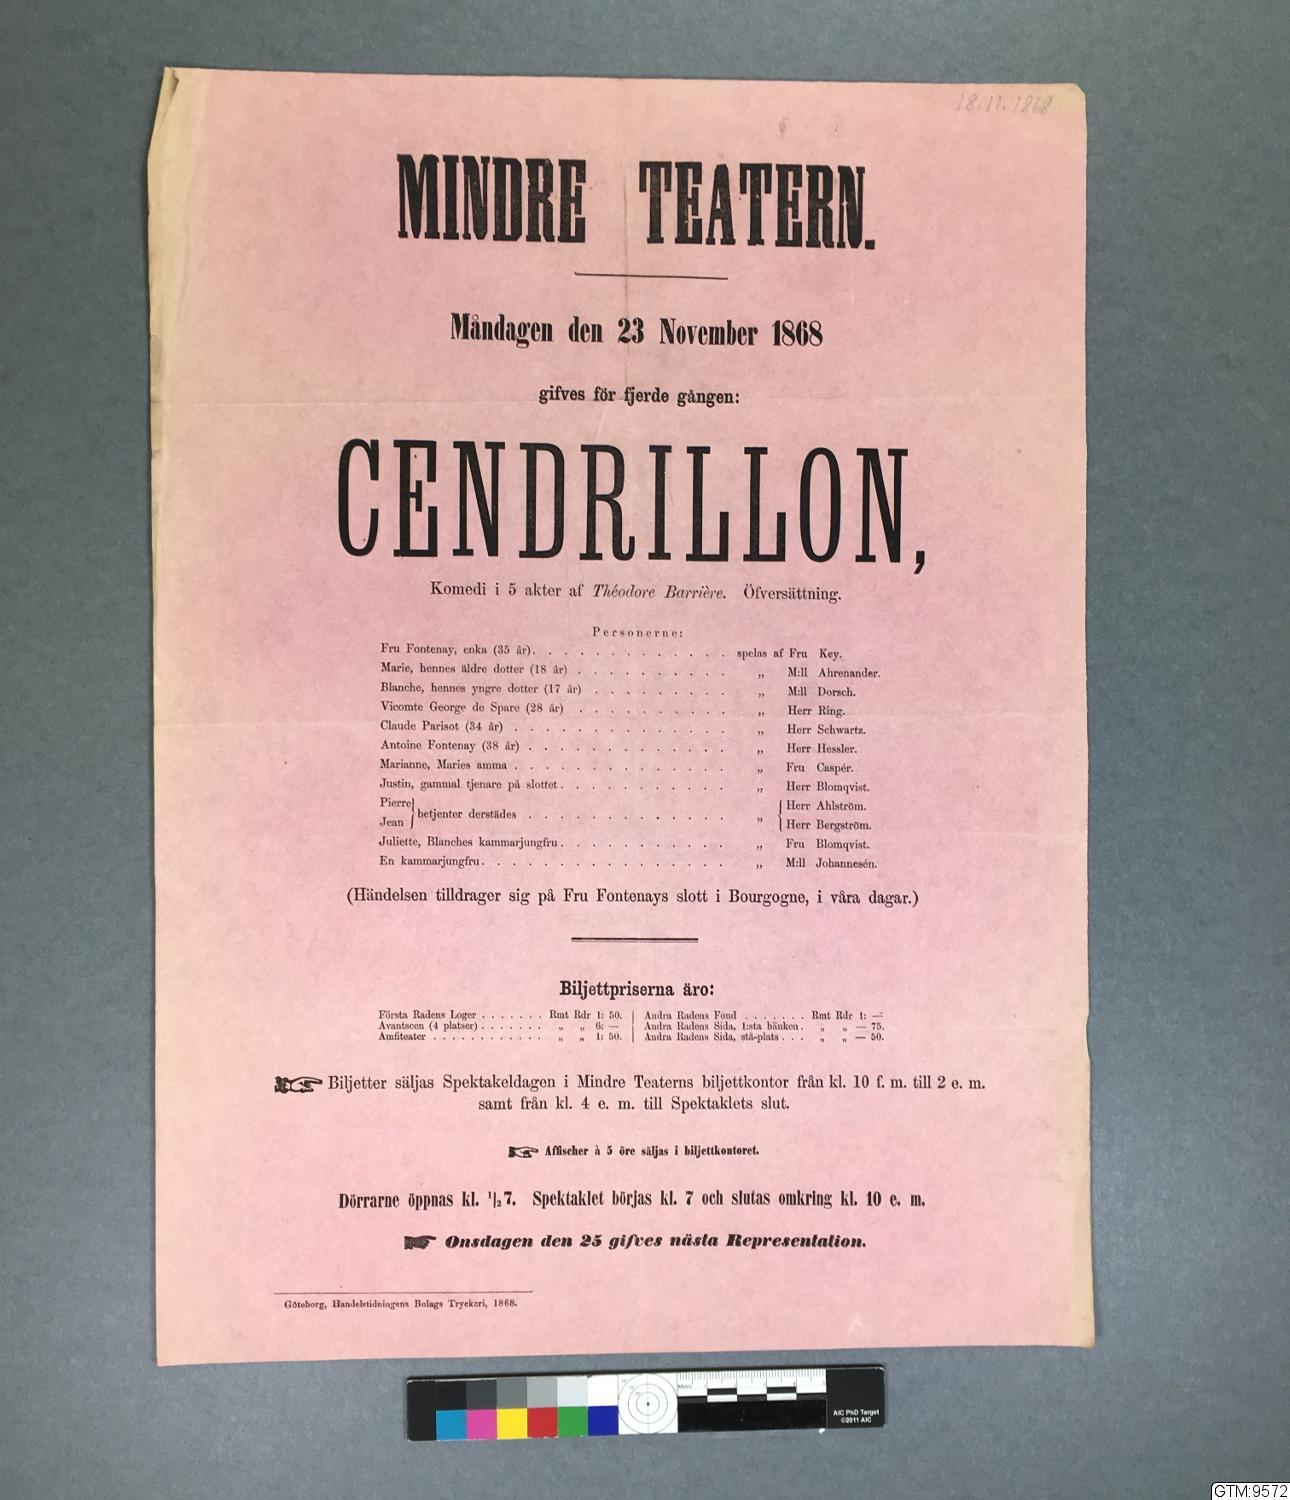 18.11.1868
MINDRE TEATERN.
Måndagen den 23 November 1868
gifves för fjerde gången:
CENDRILLON,
Komedi i 5 akter af Théodore Barrière. Öfversättning.
Personerne:
Fru Fontenay, enka (35 år). . . . . . . . . . . . . spelas af Fru Key.
Marie, hennes äldre dotter (18 år) . . . . . . . . . „ M:ll Ahrenander.
Blanche, hennes yngre dotter (17 år) . . . . . . . . . „ M:ll Dorsch.
Vicomte George de Spare (28 år) . . . . . . . . . . „ Herr Ring.
Claude Parisot (34 år) . . . . . . . . . . . . . . „ Herr Schwartz.
Antoine Fontenay (38 år) . . . . . . . . . . . . . „ Herr Hessler.
Marianne, Maries amma . . . . . . . . . . . . . . „ Fru Caspér.
Justin, gammal tjenare på slottet . . . . . . . . . . . „ Herr Blomqvist.
Pierre } betjenter derstädes . . . . . . . . . . . „ { Herr Ahlström.
Jean } { Herr Bergström.
Juliette, Blanches kammarjungfru . . . . . . . . . . . „ Fru Blomqvist.
En kammarjungfru. . . . . . . . . . . . . . . . „ M:ll Johannesén.
(Händelsen tilldrager sig på Fru Fontenays slott i Bourgogne, i våra dagar.)
Biljettpriserna äro:
Första Radens Loger . . . . . . . Rmt Rdr 1: 50. | Andra Radens Fond . . . . . . . Rmt Rdr 1: —
Avantscen (4 platser) . . . . . . . „ „ 6: — | Andra Radens Sida, 1:sta bänken . „ „ — 75.
Amfiteater . . . . . . . . . . . . „ „ 1: 50. | Andra Radens Sida, stå-plats . . . „ „ — 50.
☞ Biljetter säljas Spektakeldagen i Mindre Teaterns biljettkontor från kl. 10 f. m. till 2 e. m.
samt från kl. 4 e. m. till Spektaklets slut.
☞ Affischer à 5 öre säljas i biljettkontoret.
Dörrarne öppnas kl. 1/2 7. Spektaklet börjas kl. 7 och slutas omkring kl. 10 e. m.
☞ Onsdagen den 25 gifves nästa Representation.
Göteborg, Handelstidningens Bolags Tryckeri, 1868.
AIC PhD Target
©2011 AIC
GTM:9572